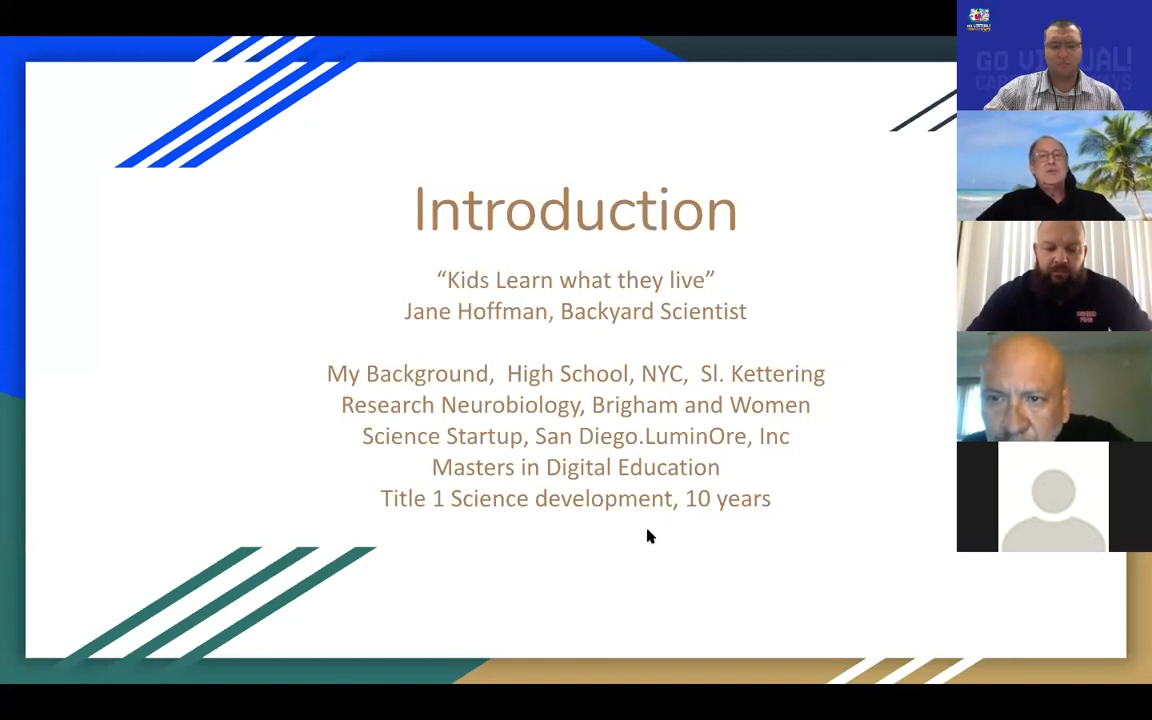 Introduction
“Kids Learn what they live”
Jane Hoffman, Backyard Scientist
My Background,  High School, NYC,  Sl. Kettering
Research Neurobiology, Brigham and Women
Science Startup, San Diego.LuminOre, Inc
Masters in Digital Education
Title 1 Science development, 10 years